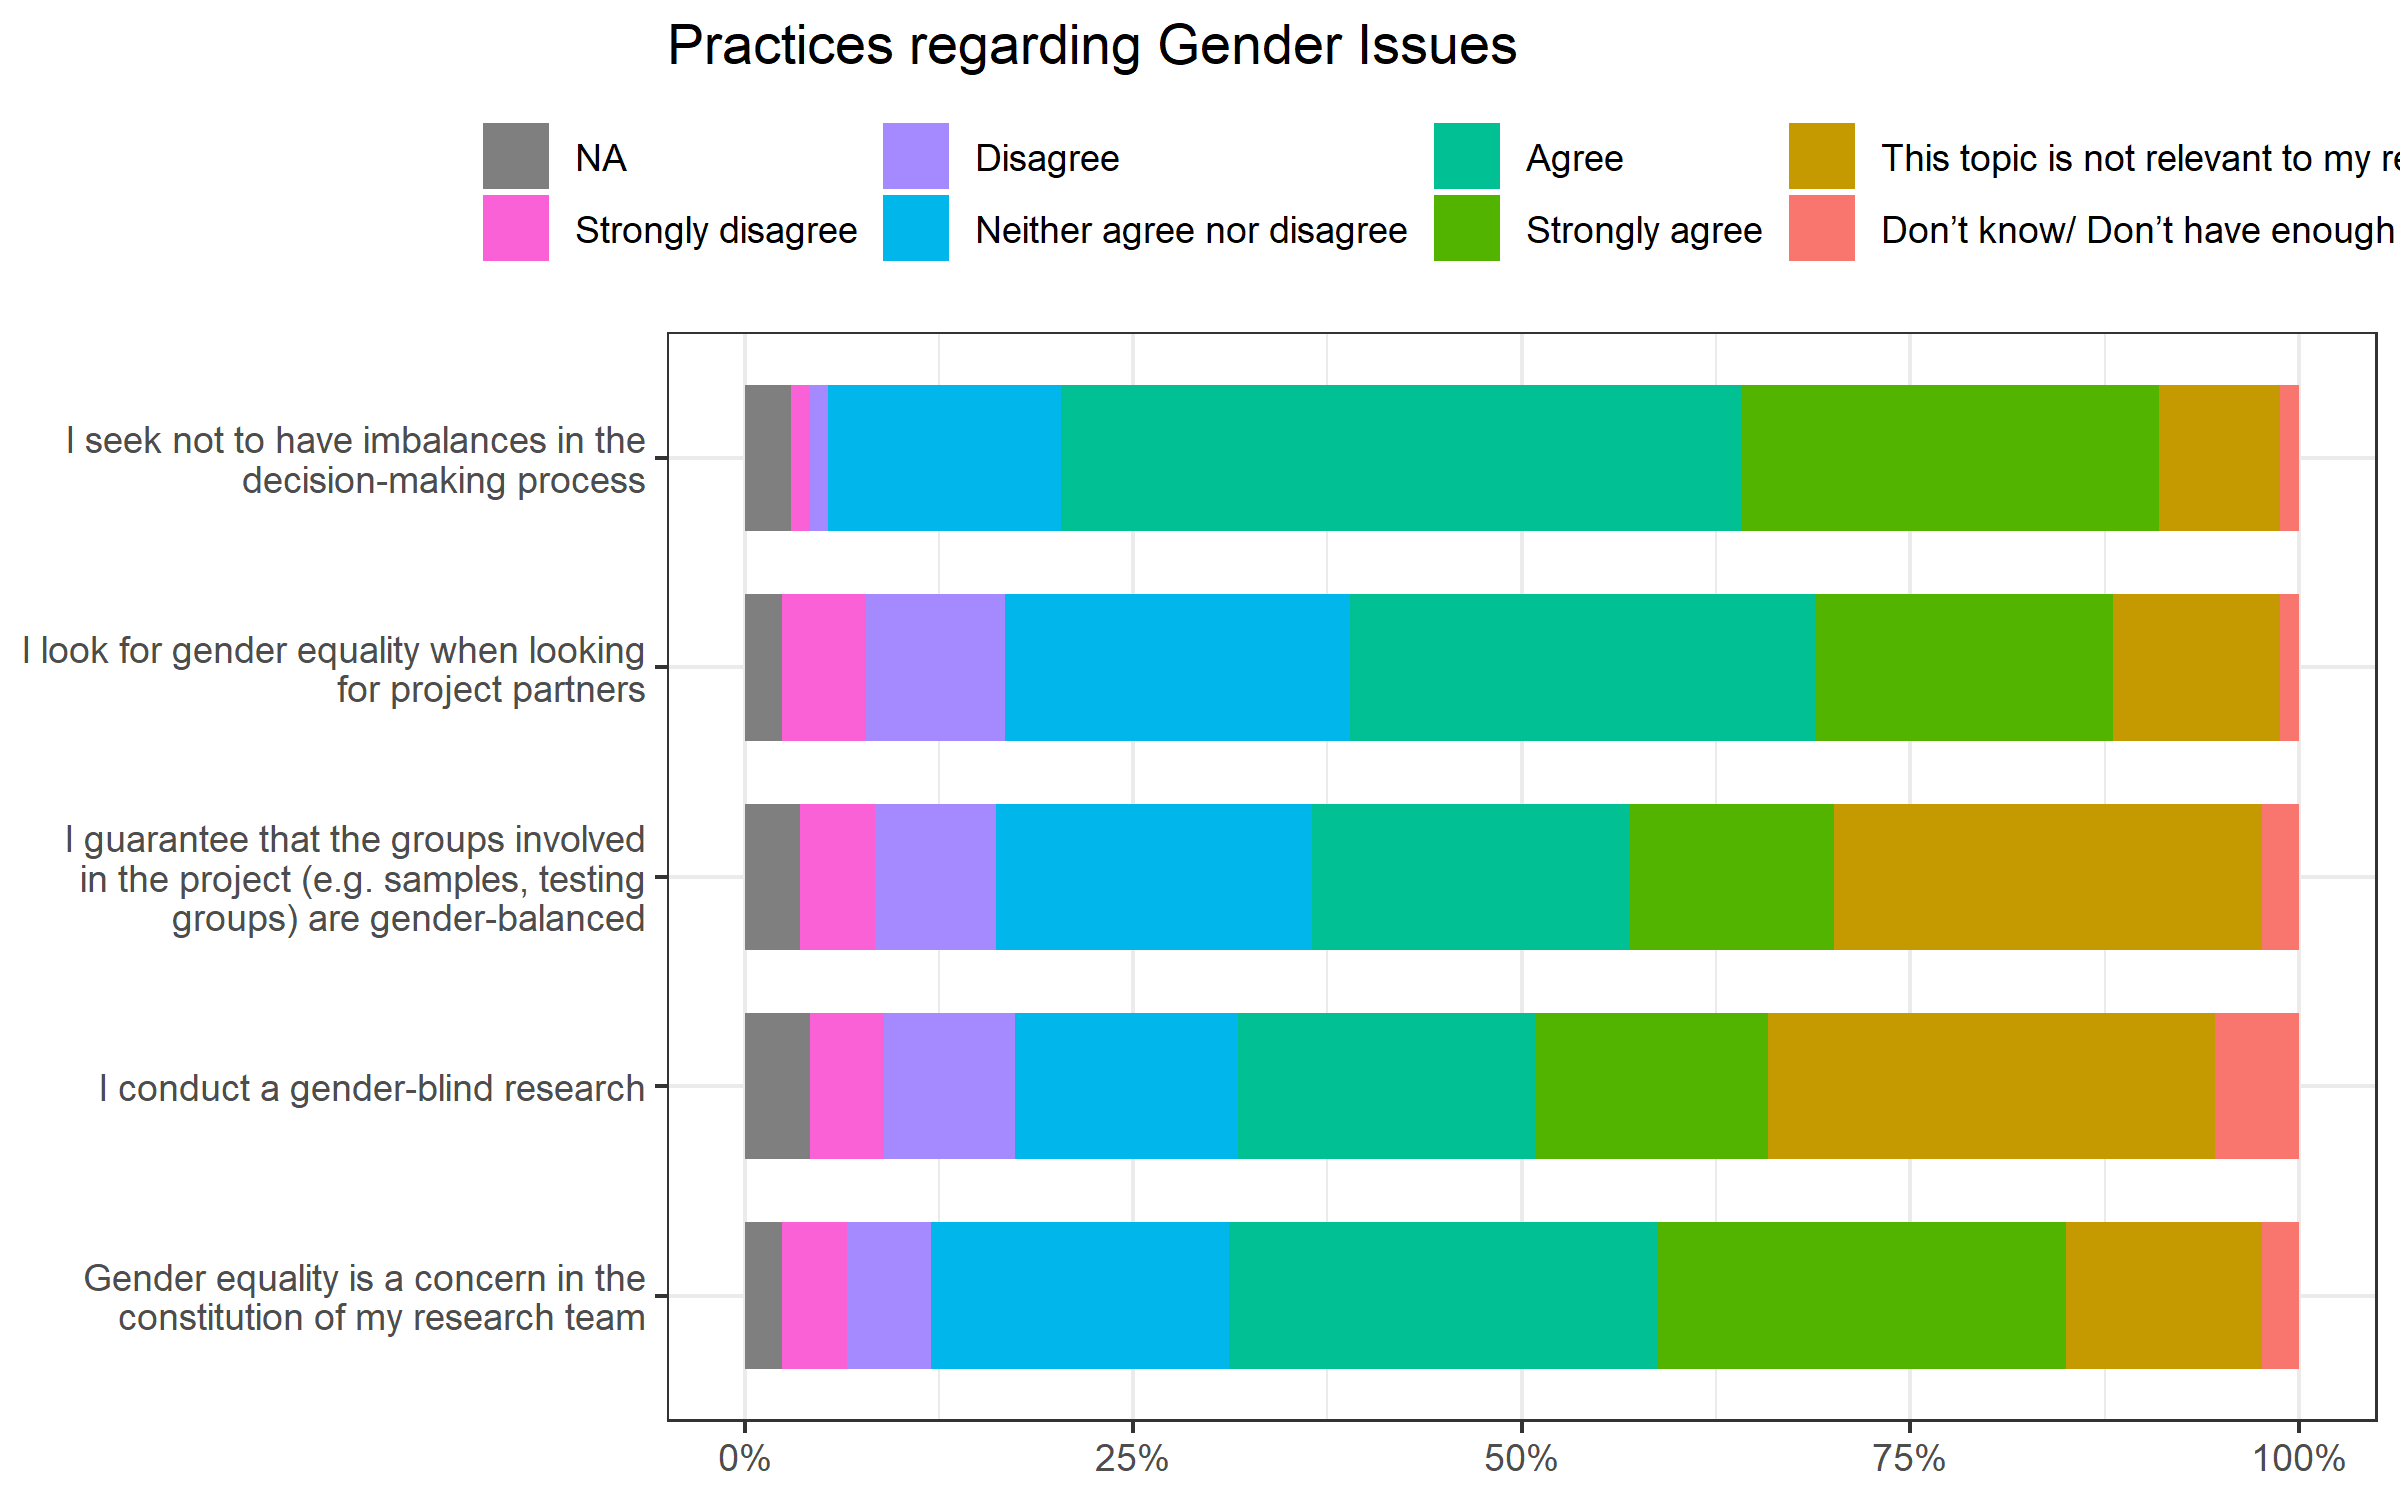 Practices regarding Gender Issues
NA
Disagree
Agree
This topic is not relevant to my
Strongly disagree
Neither agree nor disagree
Strongly agree
Don’t know/ Don’t have enough
I seek not to have imbalances in the
decision-making process
I look for gender equality when looking
for project partners
I guarantee that the groups involved
in the project (e.g. samples, testing
groups) are gender-balanced
I conduct a gender-blind research
Gender equality is a concern in the
constitution of my research team
0%
25%
50%
75%
100%